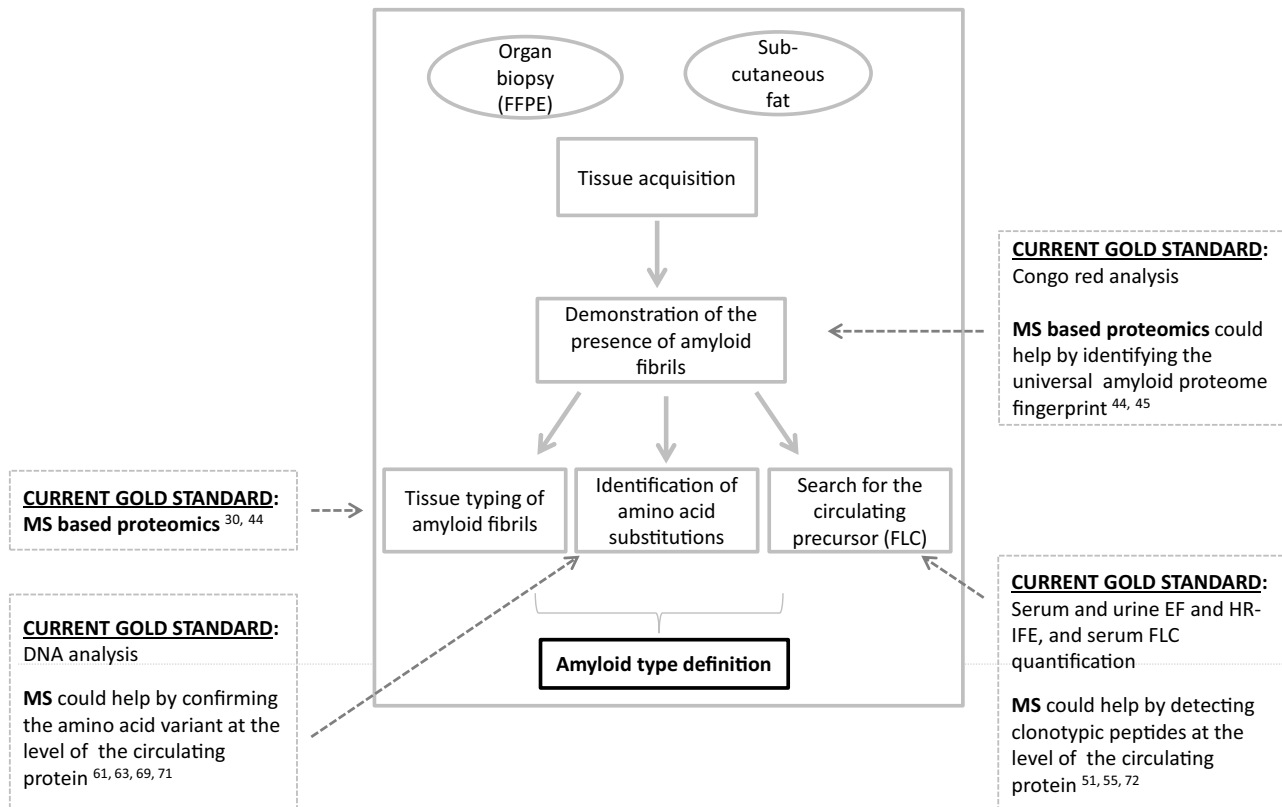 Organ
biopsy
(FFPE)
Sub-
cutaneous
fat
Tissue acquisition
Demonstration of the
presence of amyloid
fibrils
CURRENT GOLD STANDARD:
Congo red analysis
MS based proteomics could
help by identifying the
universal amyloid proteome
fingerprint 44, 45
CURRENT GOLD STANDARD:
MS based proteomics 30, 44
Tissue typing of
amyloid fibrils
Identification of
amino acid
substitutions
Search for the
circulating
precursor (FLC)
CURRENT GOLD STANDARD:
DNA analysis
MS could help by confirming
the amino acid variant at the
level of the circulating
protein 61, 63, 69, 71
Amyloid type definition
CURRENT GOLD STANDARD:
Serum and urine EF and HR-
IFE, and serum FLC
quantification
MS could help by detecting
clonotypic peptides at the
level of the circulating
protein 51, 55, 72